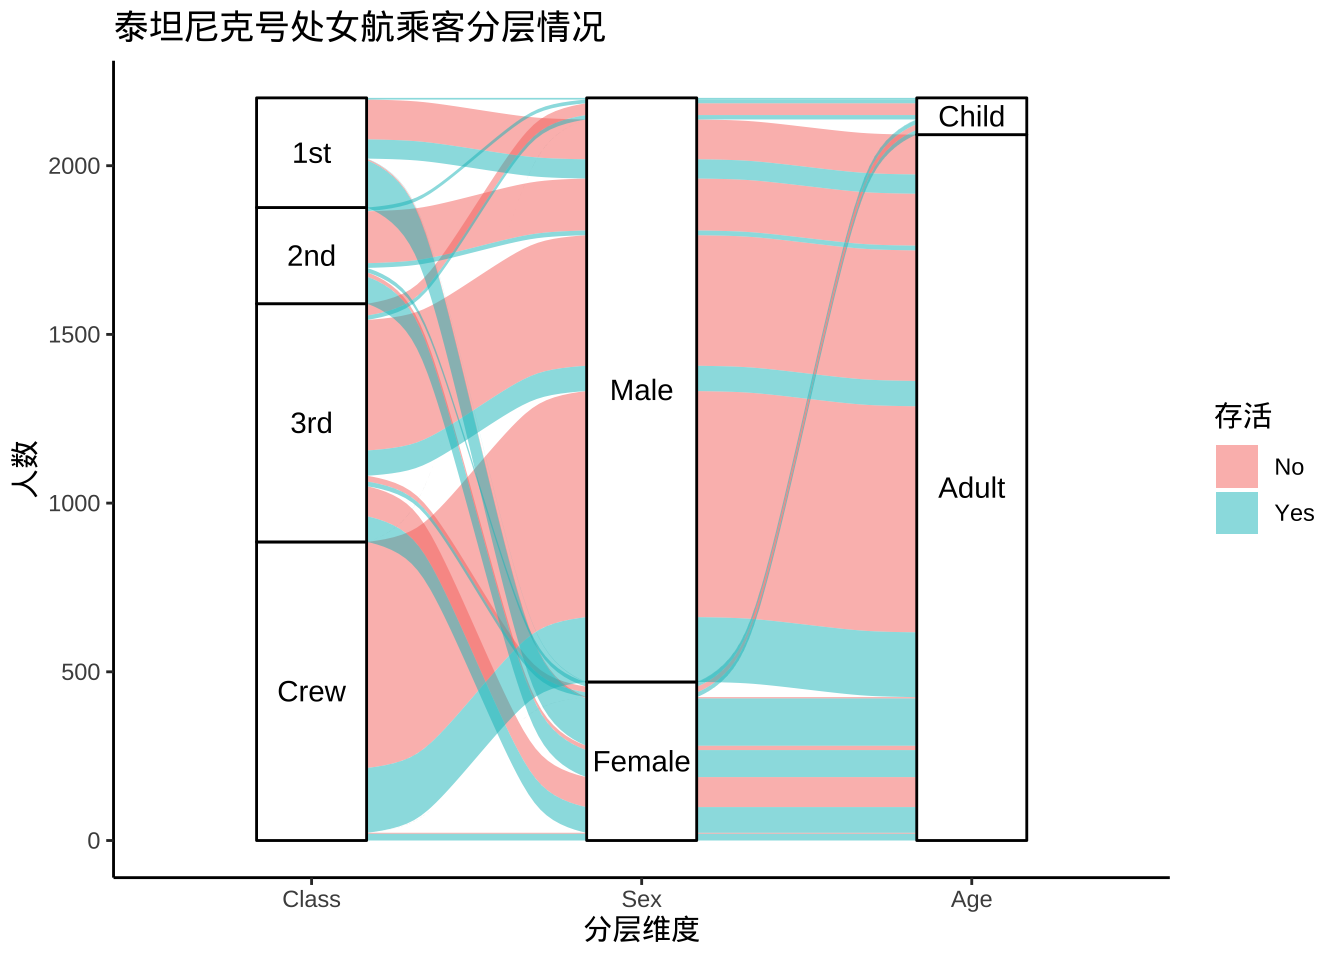 泰坦尼克号处女航乘客分层情况
人数
2000
1500
1000
500
0
1st
2nd
3rd
Crew
Male
Female
Child
Adult
Class
Sex
Age
分层维度
存活
No
Yes